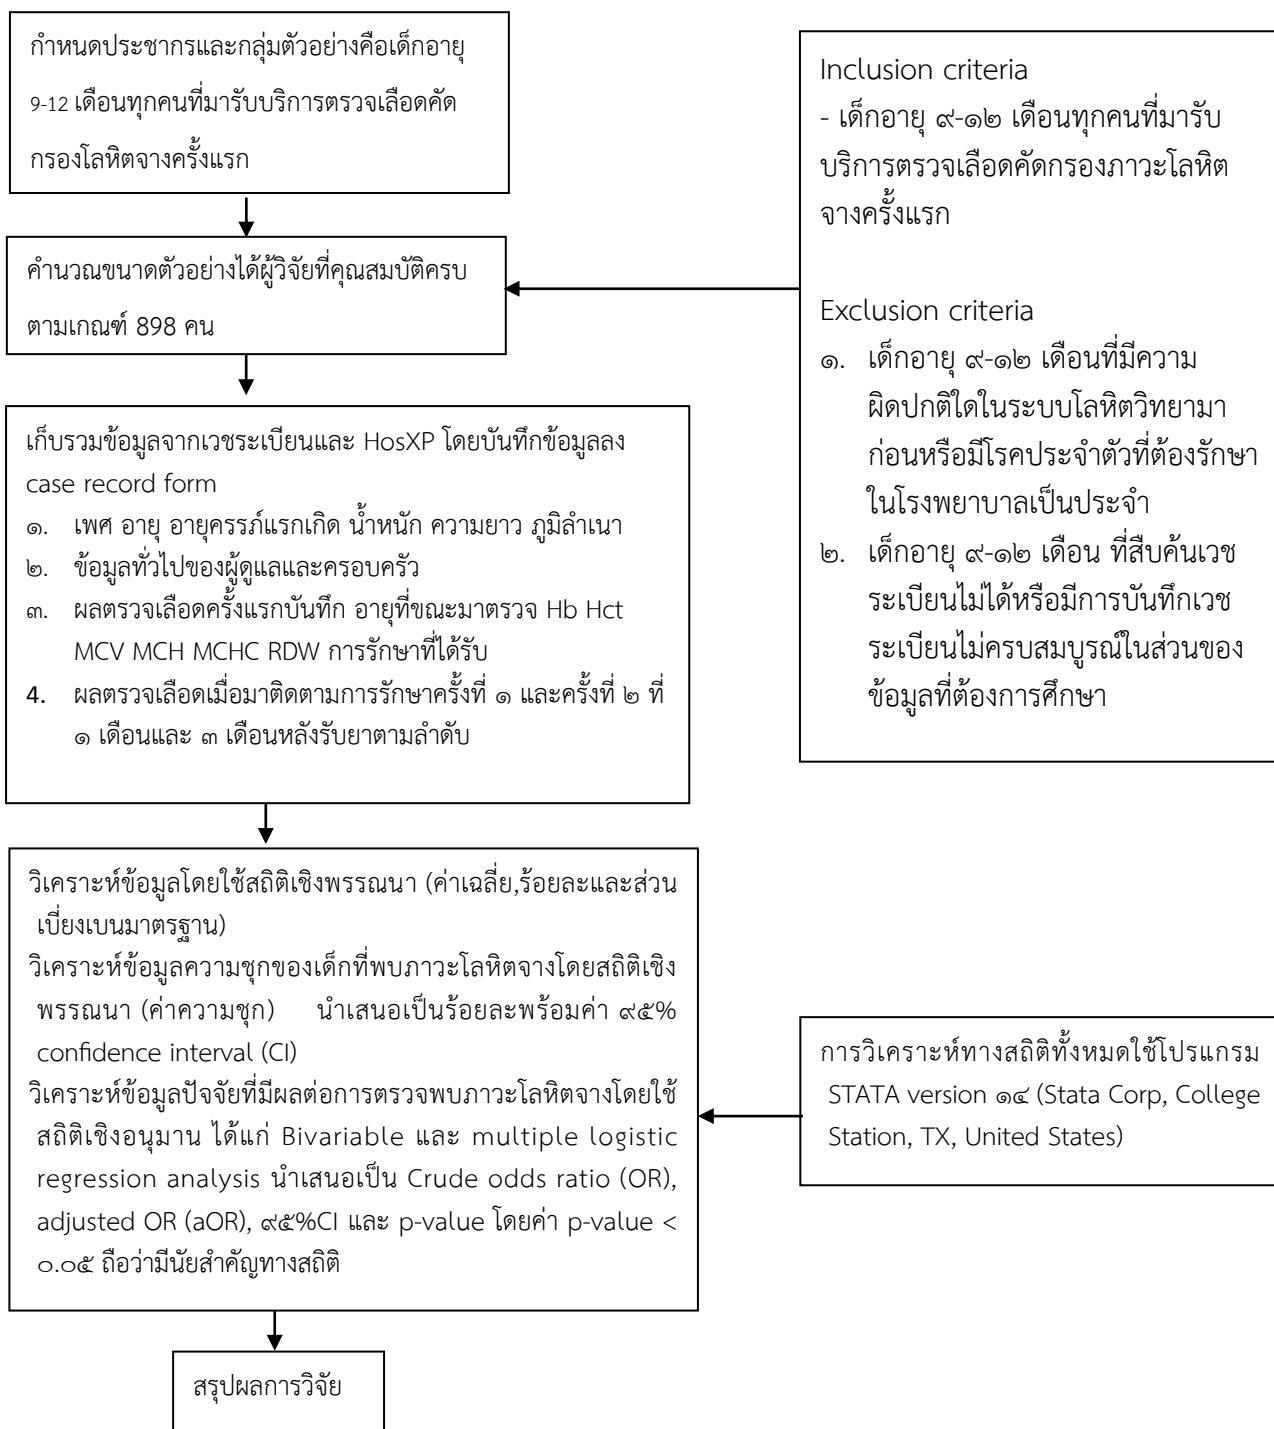 กำหนดประชากรและกลุ่มตัวอย่างคือเด็กอายุ
9-12 เดือนทุกคนที่มารับบริการตรวจเลือดคัด
กรองโลหิตจางครั้งแรก
คำนวณขนาดตัวอย่างได้ผู้วิจัยที่คุณสมบัติครบ
ตามเกณฑ์ 898 คน
Inclusion criteria
- เด็กอายุ ๙-๑๒ เดือนทุกคนที่มารับ
บริการตรวจเลือดคัดกรองภาวะโลหิต
จางครั้งแรก
Exclusion criteria
๑. เด็กอายุ ๙-๑๒ เดือนที่มีความ
ผิดปกติใดในระบบโลหิตวิทยามา
ก่อนหรือมีโรคประจำตัวที่ต้องรักษา
ในโรงพยาบาลเป็นประจำ
๒. เด็กอายุ ๙-๑๒ เดือน ที่สืบค้นเวช
ระเบียนไม่ได้หรือมีการบันทึกเวช
ระเบียนไม่ครบสมบูรณ์ในส่วนของ
ข้อมูลที่ต้องการศึกษา
เก็บรวมข้อมูลจากเวชระเบียนและ HosXP โดยบันทึกข้อมูลลง
case record form
๑. เพศ อายุ อายุครรภ์แรกเกิด น้ำหนัก ความยาว ภูมิลำเนา
๒. ข้อมูลทั่วไปของผู้ดูแลและครอบครัว
๓. ผลตรวจเลือดครั้งแรกบันทึก อายุที่ขณะมาตรวจ Hb Hct
MCV MCH MCHC RDW การรักษาที่ได้รับ
4. ผลตรวจเลือดเมื่อมาติดตามการรักษาครั้งที่ ๑ และครั้งที่ ๒ ที่
๑ เดือนและ ๓ เดือนหลังรับยาตามลำดับ
วิเคราะห์ข้อมูลโดยใช้สถิติเชิงพรรณนา (ค่าเฉลี่ย,ร้อยละและส่วน
เบี่ยงเบนมาตรฐาน)
วิเคราะห์ข้อมูลความชุกของเด็กที่พบภาวะโลหิตจางโดยสถิติเชิง
พรรณนา (ค่าความชุก) นำเสนอเป็นร้อยละพร้อมค่า ๙๕%
confidence interval (CI)
วิเคราะห์ข้อมูลปัจจัยที่มีผลต่อการตรวจพบภาวะโลหิตจางโดยใช้
สถิติเชิงอนุมาน ได้แก่ Bivariable และ multiple logistic
regression analysis นำเสนอเป็น Crude odds ratio (OR),
adjusted OR (aOR), ๙๕%CI และ p-value โดยค่า p-value <
๐.๐๕ ถือว่ามีนัยสำคัญทางสถิติ
การวิเคราะห์ทางสถิติทั้งหมดใช้โปรแกรม
STATA version ๑๔ (Stata Corp, College
Station, TX, United States)
สรุปผลการวิจัย